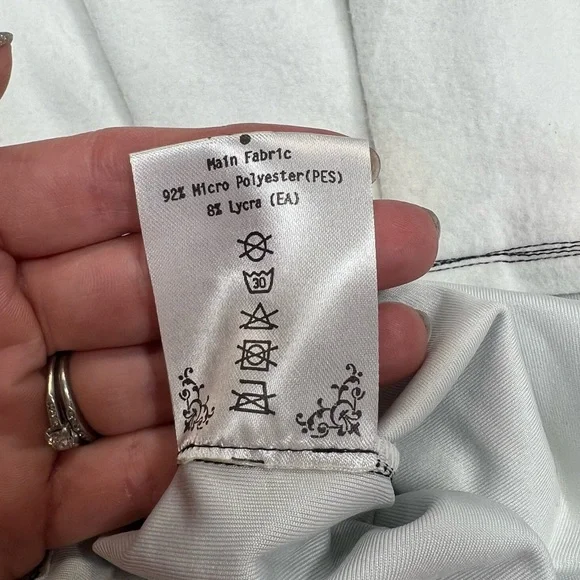 Main Fabric
92% Micro Polyester(PES)
8% Lycra (EA)
30